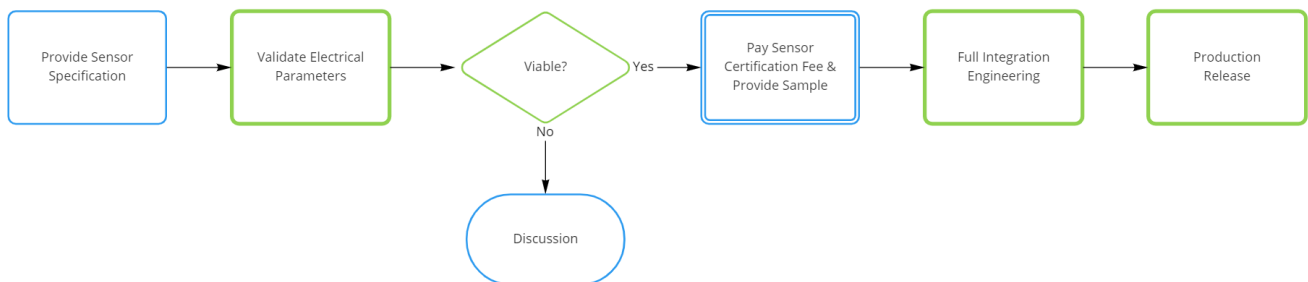 Provide Sensor
Specification
Validate Electrical
Parameters
Viable?
Yes
Pay Sensor
Certification Fee &
Provide Sample
Full Integration
Engineering
Production
Release
No
Discussion